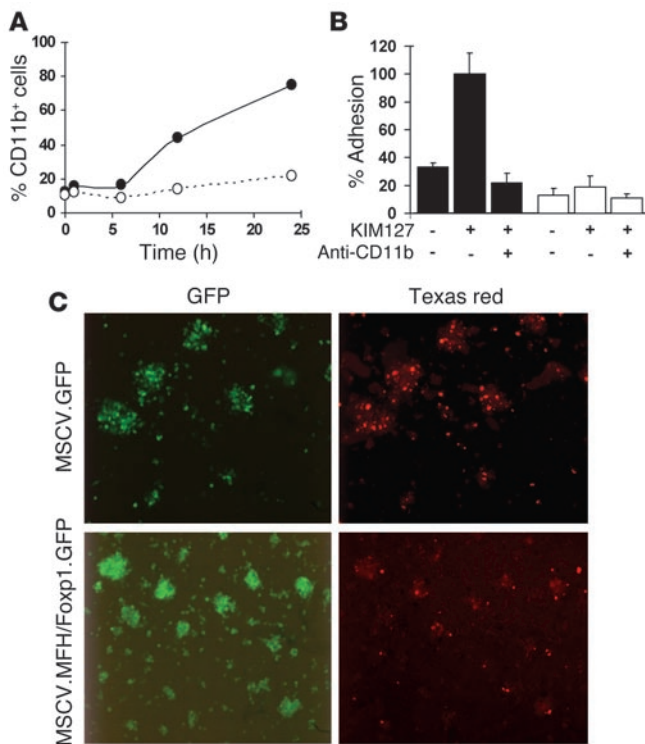 A
% CD11b⁺ cells
100
80
60
40
20
0
0 5 10 15 20 25
Time (h)
B
% Adhesion
120
100
80
60
40
20
0
KIM127 - + + - + +
Anti-CD11b - - + - - +
C
GFP Texas red
MSCV.GFP
MSCV.MFH/Foxp1.GFP